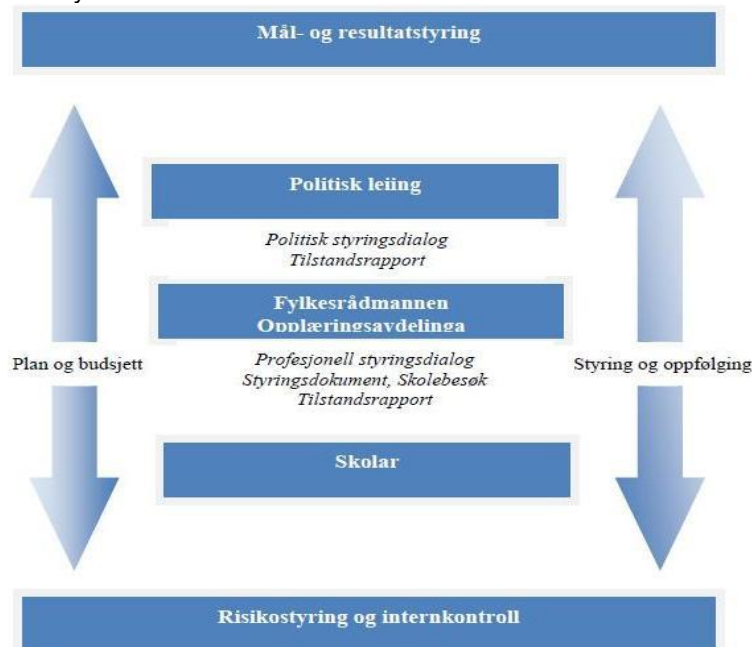 Mål- og resultatstyring
Politisk leiing
Politisk styringsdialog
Tilstandsrapport
Fylkesrådmannen
Opplæringsavdelinga
Plan og budsjett
Profesjonell styringsdialog
Styringsdokument, Skolebesøk
Tilstandsrapport
Styring og oppfølging
Skolar
Risikostyring og internkontroll